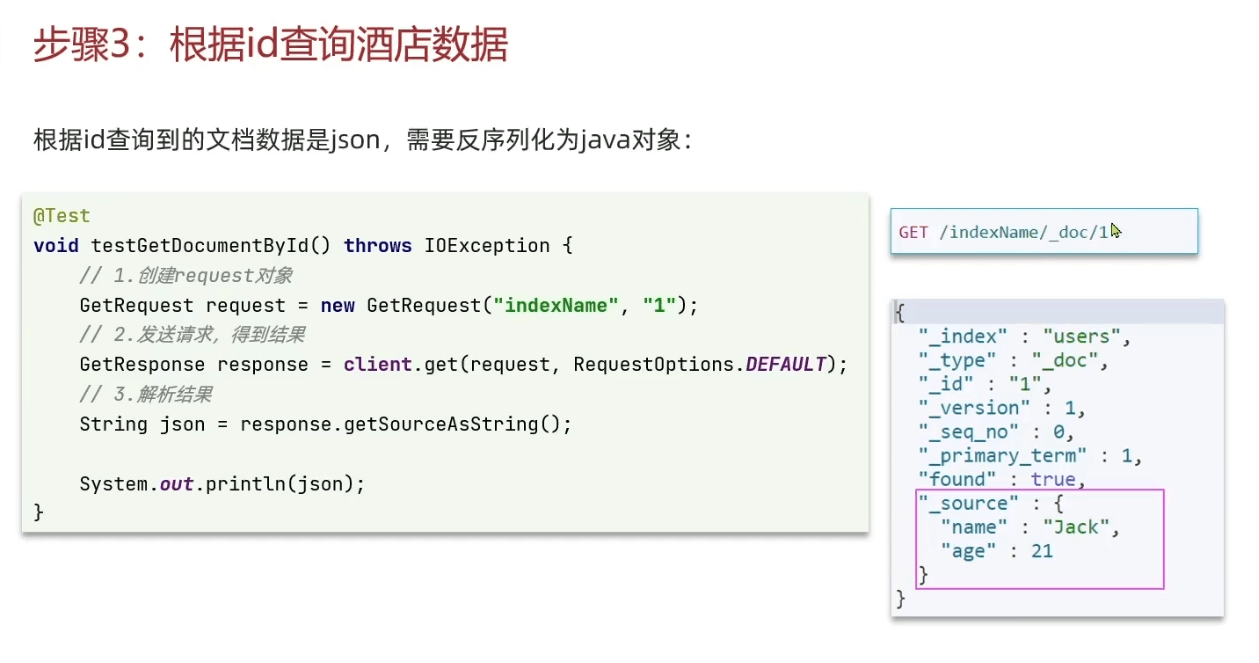 步骤3：根据id查询酒店数据
根据id查询到的文档数据是json，需要反序列化为java对象：
@Test
void testGetDocumentById() throws IOException {
    // 1.创建request对象
    GetRequest request = new GetRequest("indexName", "1");
    // 2.发送请求，得到结果
    GetResponse response = client.get(request, RequestOptions.DEFAULT);
    // 3.解析结果
    String json = response.getSourceAsString();
    System.out.println(json);
}
GET /indexName/_doc/1
{
  "_index" : "users",
  "_type" : "_doc",
  "_id" : "1",
  "_version" : 1,
  "_seq_no" : 0,
  "_primary_term" : 1,
  "found" : true,
  "_source" : {
    "name" : "Jack",
    "age" : 21
  }
}